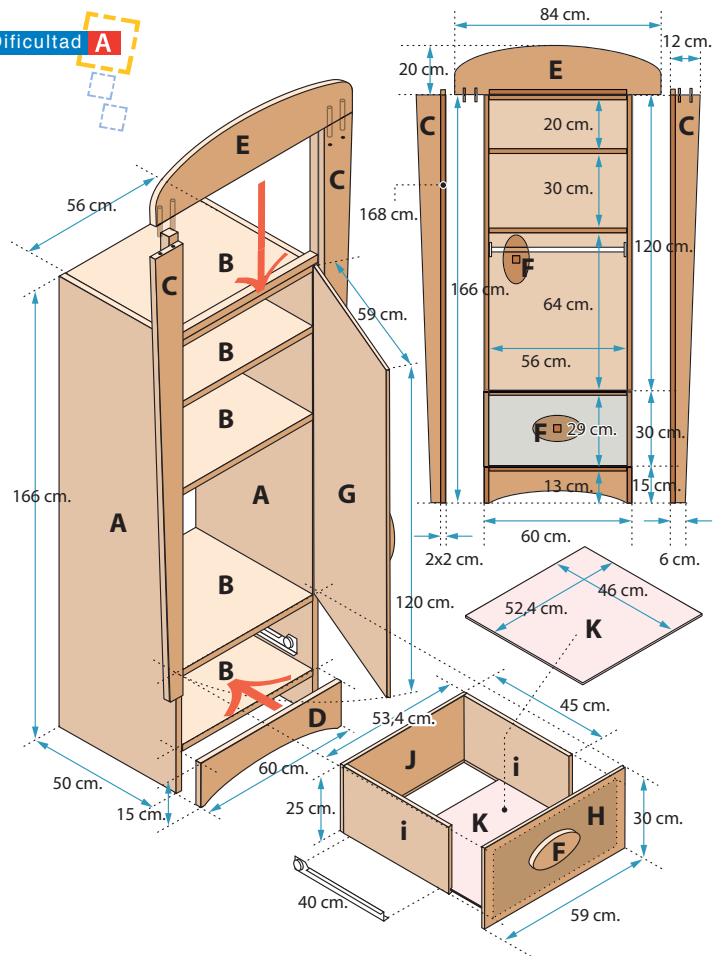 Dificultad A
84 cm.
12 cm.
20 cm.
E
C
20 cm.
C
30 cm.
168 cm.
F
120 cm.
166 cm.
64 cm.
56 cm.
F
29 cm.
30 cm.
13 cm.
15 cm.
60 cm.
2x2 cm.
6 cm.
E
C
56 cm.
B
C
59 cm.
B
B
166 cm.
A
A
G
B
120 cm.
B
D
50 cm.
15 cm.
60 cm.
46 cm.
52,4 cm.
K
53,4 cm.
45 cm.
J
i
25 cm.
i
K
H
30 cm.
F
40 cm.
59 cm.